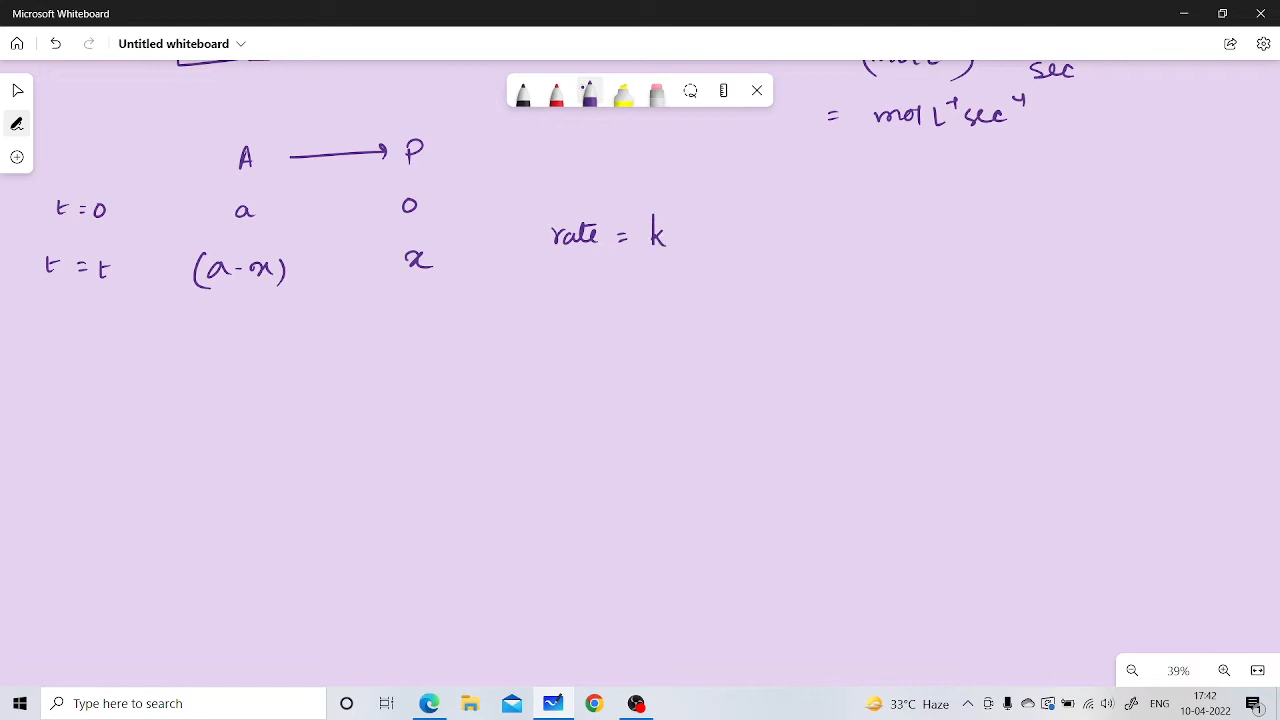 Microsoft Whiteboard
Untitled whiteboard
sec
= mol L⁻¹ sec⁻¹
A → P
t = 0 a 0
rate = k
t = t (a - x) x
39%
Type here to search
33°C Haze
ENG
17:42
10-04-2022
1